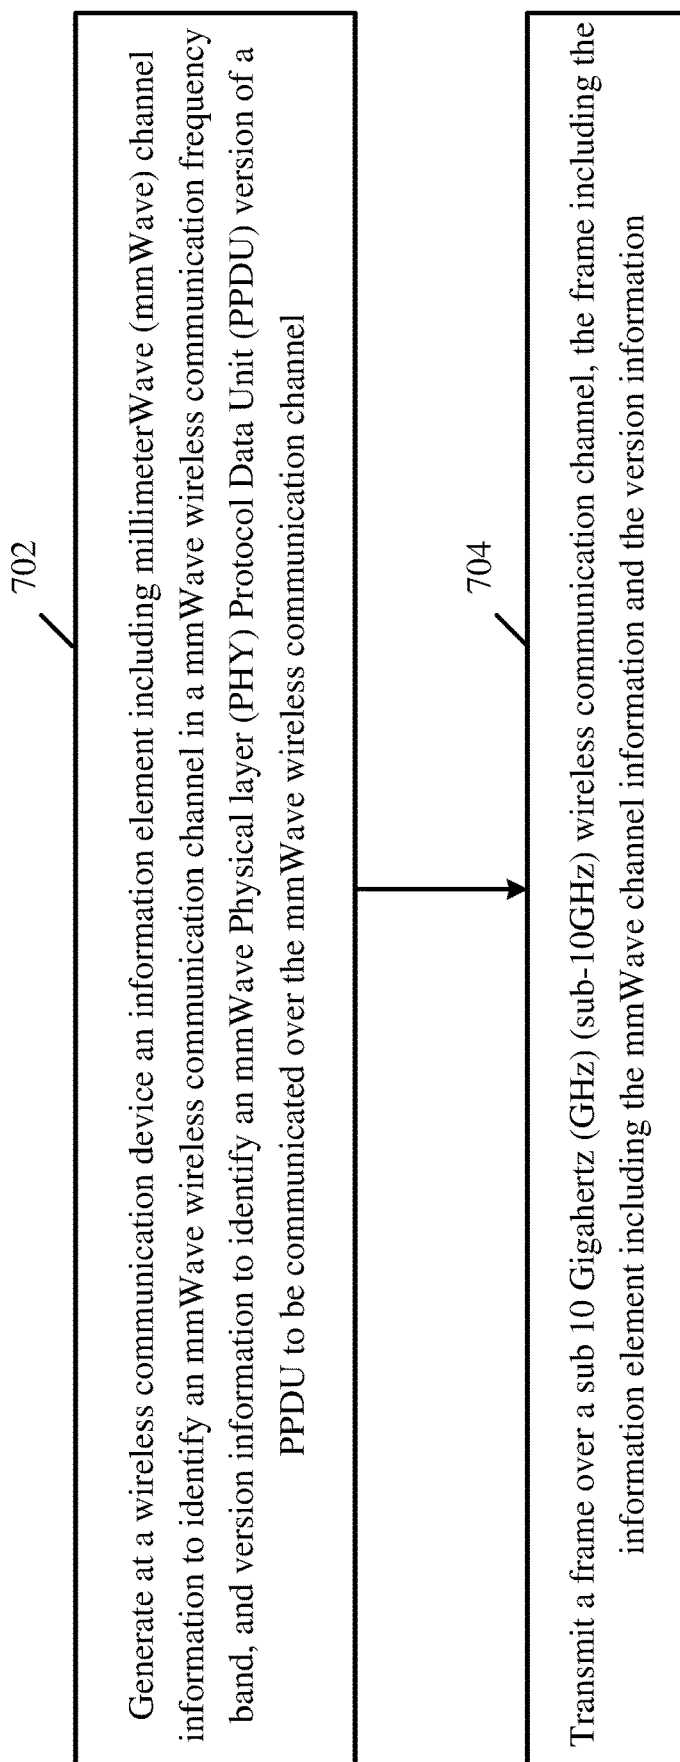 702
Generate at a wireless communication device an information element including millimeterWave (mmWave) channel
information to identify an mmWave wireless communication channel in a mmWave wireless communication frequency
band, and version information to identify an mmWave Physical layer (PHY) Protocol Data Unit (PPDU) version of a
PPDU to be communicated over the mmWave wireless communication channel
704
Transmit a frame over a sub 10 Gigahertz (GHz) (sub-10GHz) wireless communication channel, the frame including the
information element including the mmWave channel information and the version information